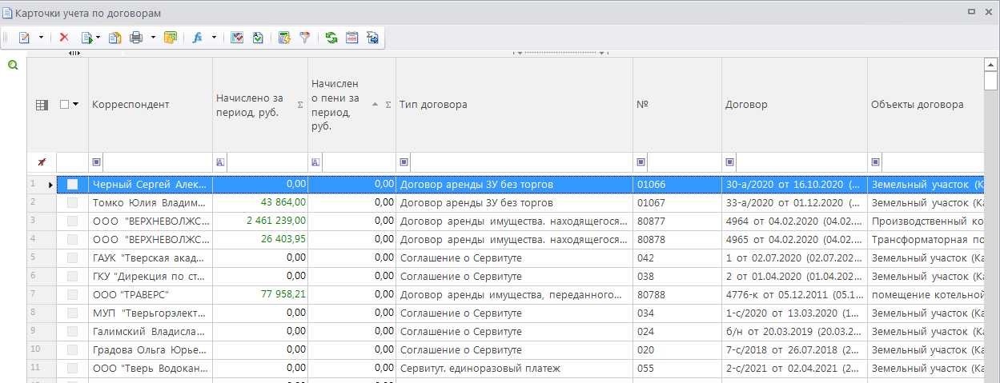 Карточки учета по договорам
Корреспондент
Начислено за период, руб.
Σ
Начислен
о пени за
период,
руб.
Σ
Тип договора
№
Договор
Объекты договора
1 Черный Сергей Алек... 0,00 0,00 Договор аренды ЗУ без торгов 01066 30-а/2020 от 16.10.2020 (... Земельный участок (К
2 Томко Юлия Владим... 43 864,00 0,00 Договор аренды ЗУ без торгов 01067 33-а/2020 от 01.12.2020 (... Земельный участок (Ка
3 ООО "ВЕРХНЕВОЛЖС... 2 461 239,00 0,00 Договор аренды имущества. находящегося... 80877 4964 от 04.02.2020 (04.02.... Производственный ко
4 ООО "ВЕРХНЕВОЛЖС... 26 403,95 0,00 Договор аренды имущества. находящегося... 80878 4965 от 04.02.2020 (04.02.... Трансформаторная по
5 ГАУК "Тверская акад... 0,00 0,00 Соглашение о Сервитуте 042 1 от 02.07.2020 (02.07.202... Земельный участок (Ка
6 ГКУ "Дирекция по ст... 0,00 0,00 Соглашение о Сервитуте 038 2 от 01.04.2020 (01.04.202... Земельный участок (Ка
7 ООО "ТРАВЕРС" 77 958,21 0,00 Договор аренды имущества, переданного... 80788 4776-к от 05.12.2011 (05.1... помещение котельной
8 МУП "Тверьгорэлект... 0,00 0,00 Соглашение о Сервитуте 034 1-с/2020 от 13.03.2020 (1... Земельный участок (Ка
9 Галимский Владисла... 0,00 0,00 Соглашение о Сервитуте 024 б/н от 20.03.2019 (20.03.2... Земельный участок (Ка
10 Градова Ольга Юрье... 0,00 0,00 Соглашение о Сервитуте 020 7-с/2018 от 26.07.2018 (2... Земельный участок (Ка
11 ООО "Тверь Водокан... 0,00 0,00 Сервитут. единоразовый платеж 055 2-с/2021 от 02.04.2021 (2... Земельный участок (Ка